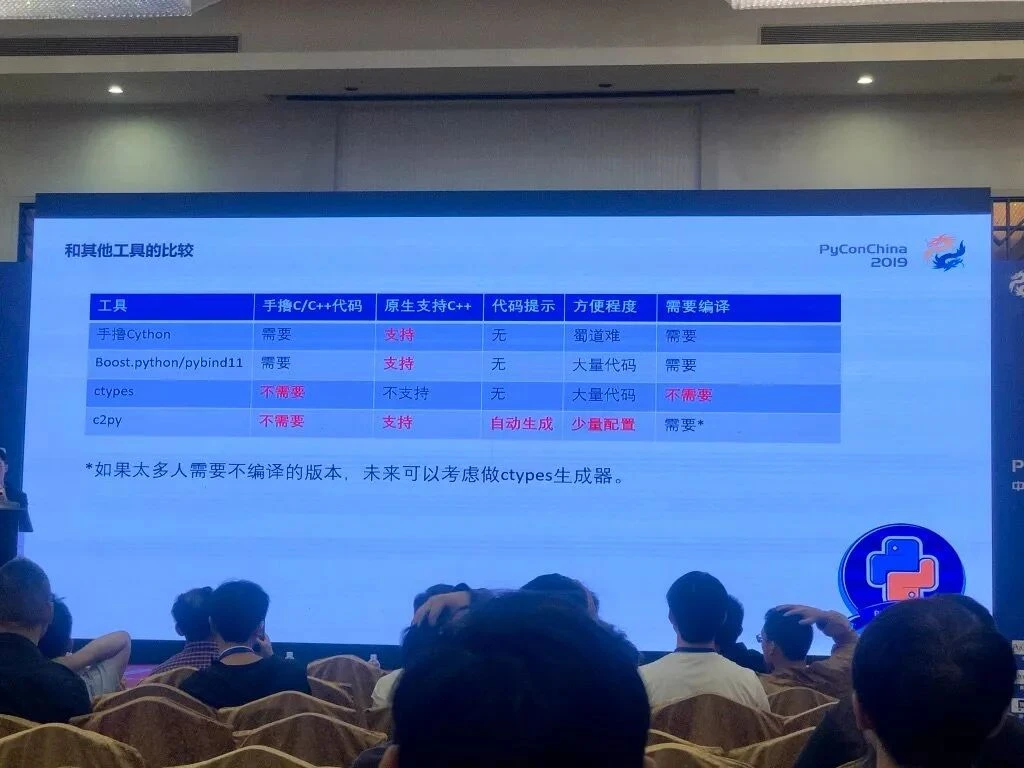 和其他工具的比较
PyConChina
2019
工具 手撸C/C++代码 原生支持C++ 代码提示 方便程度 需要编译
手撸Cython 需要 支持 无 蜀道难 需要
Boost.python/pybind11 需要 支持 无 大量代码 需要
ctypes 不需要 不支持 无 大量代码 不需要
c2py 不需要 支持 自动生成 少量配置 需要*
*如果太多人需要不编译的版本，未来可以考虑做ctypes生成器。